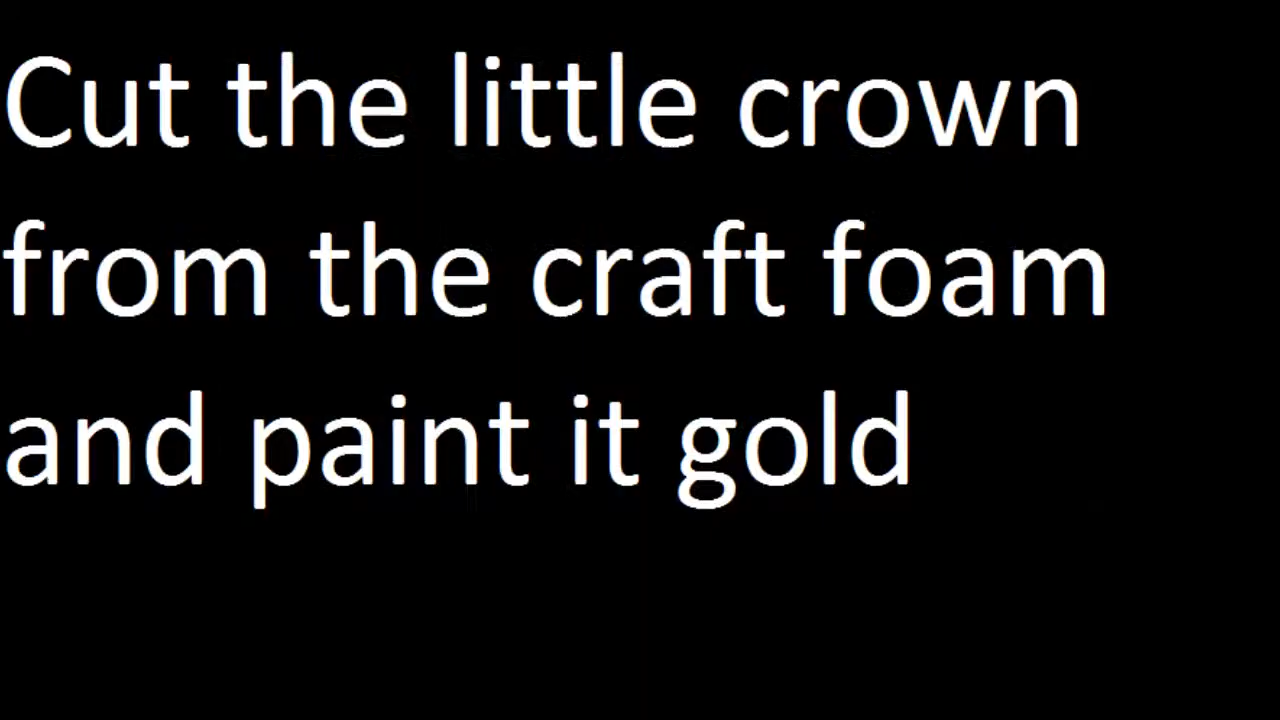 Cut the little crown
from the craft foam
and paint it gold